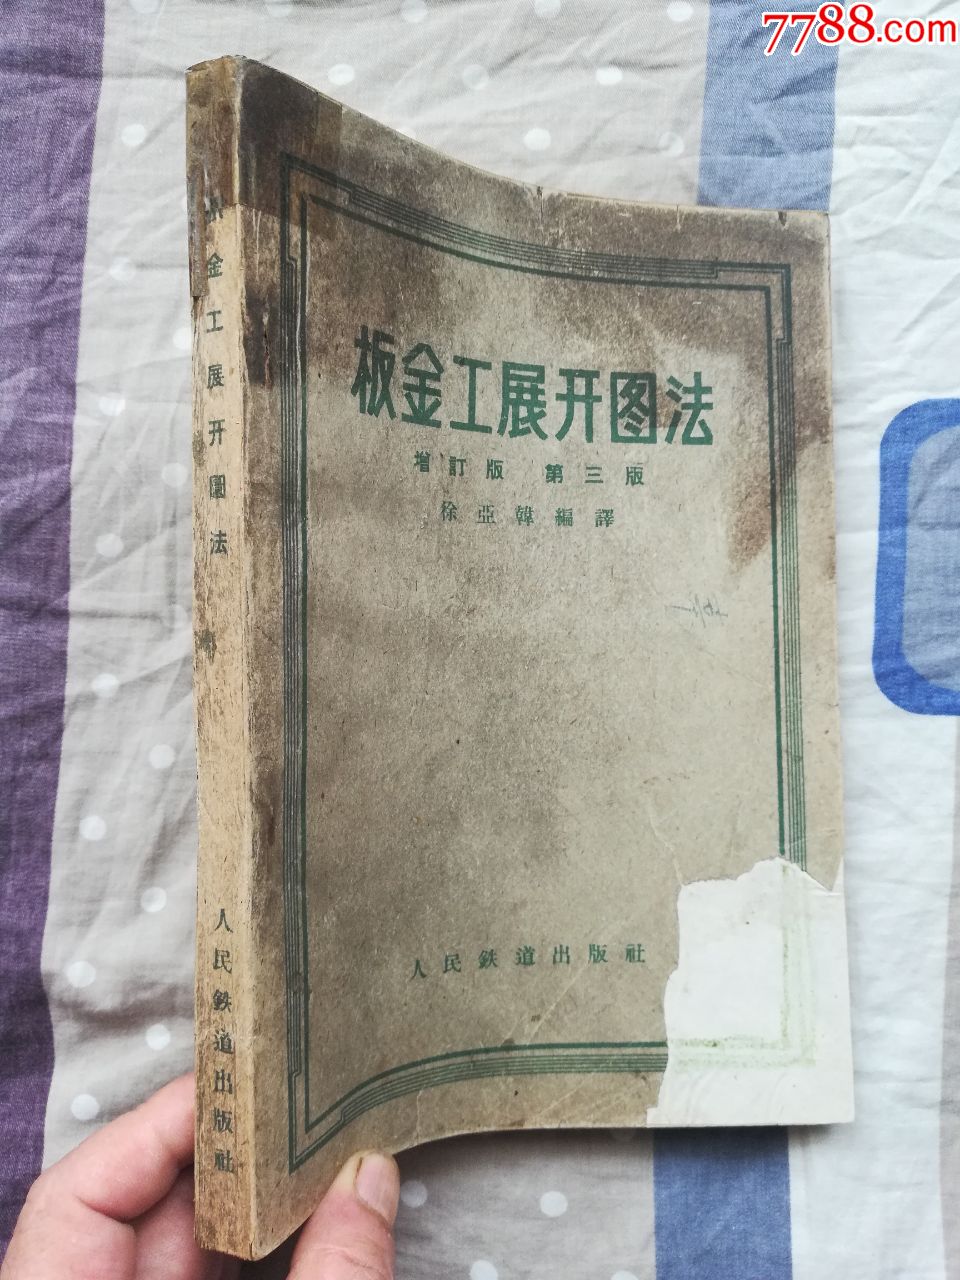 7788.com
板金工展开图法
增訂版 第三版
徐亞韓編譯
人民鉄道出版社
金工展开圖法
人民鉄道出版社